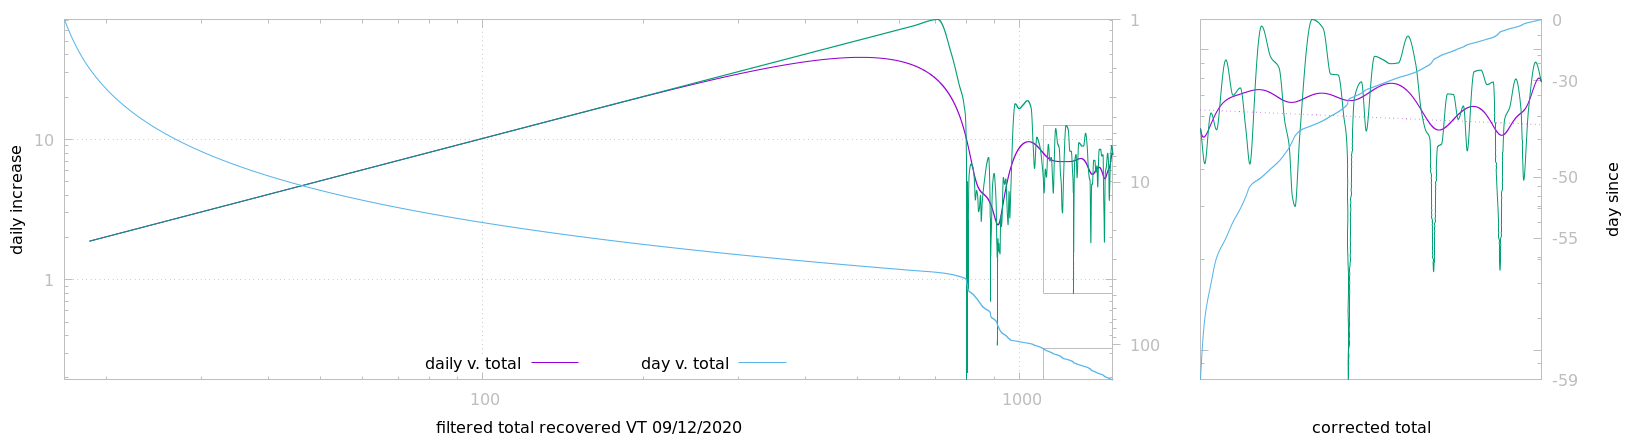 daily increase
10
1
daily v. total
day v. total
100
1000
filtered total recovered VT 09/12/2020
1
10
100
0
-30
-50
-55
-59
day since
corrected total